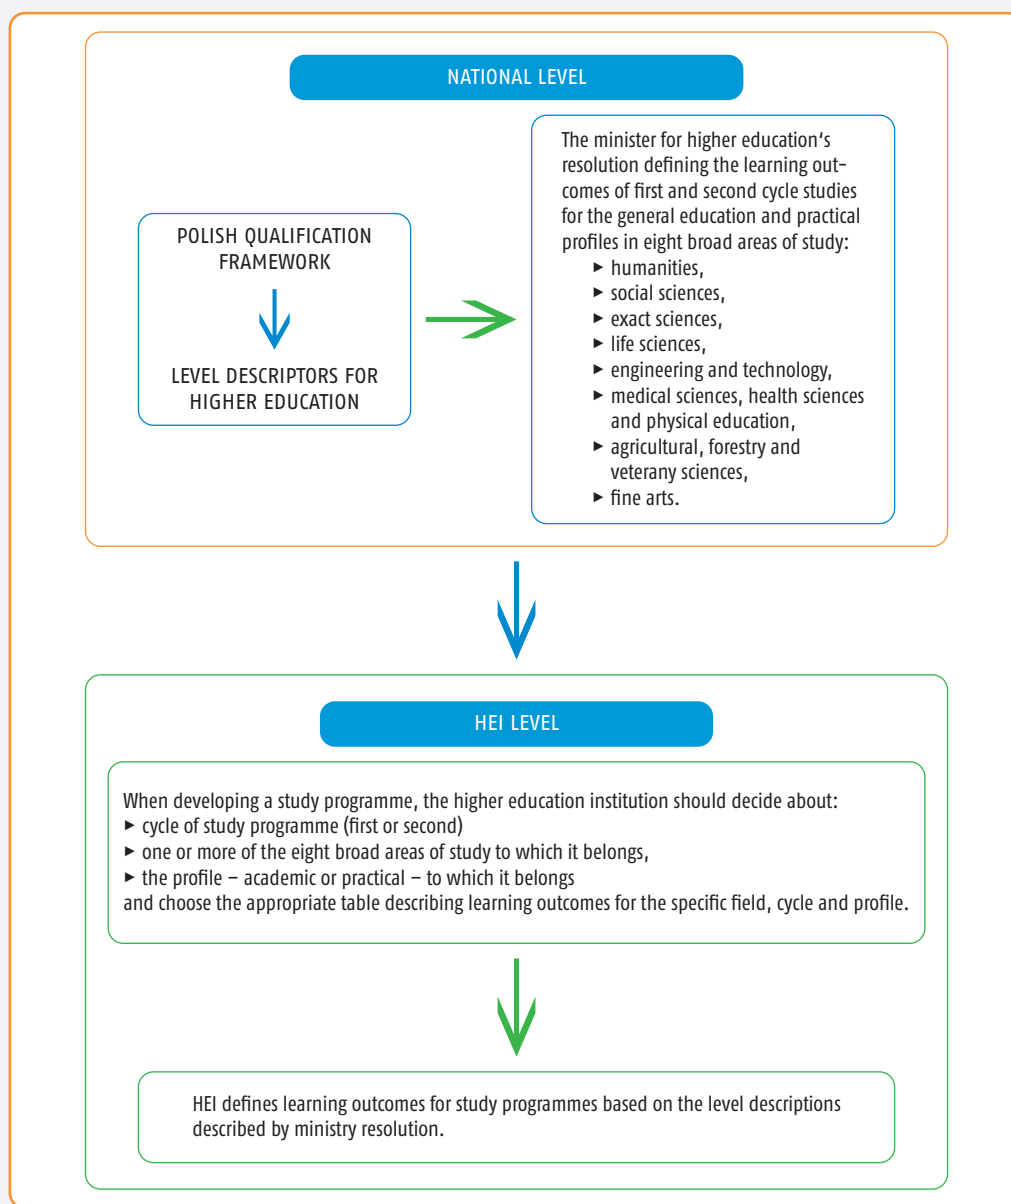 NATIONAL LEVEL
POLISH QUALIFICATION
FRAMEWORK
LEVEL DESCRIPTORS FOR
HIGHER EDUCATION
The minister for higher education‘s
resolution defining the learning out-
comes of first and second cycle studies
for the general education and practical
profiles in eight broad areas of study:
▸ humanities,
▸ social sciences,
▸ exact sciences,
▸ life sciences,
▸ engineering and technology,
▸ medical sciences, health sciences
and physical education,
▸ agricultural, forestry and
veterany sciences,
▸ fine arts.
HEI LEVEL
When developing a study programme, the higher education institution should decide about:
▸ cycle of study programme (first or second)
▸ one or more of the eight broad areas of study to which it belongs,
▸ the profile – academic or practical – to which it belongs
and choose the appropriate table describing learning outcomes for the specific field, cycle and profile.
HEI defines learning outcomes for study programmes based on the level descriptions
described by ministry resolution.